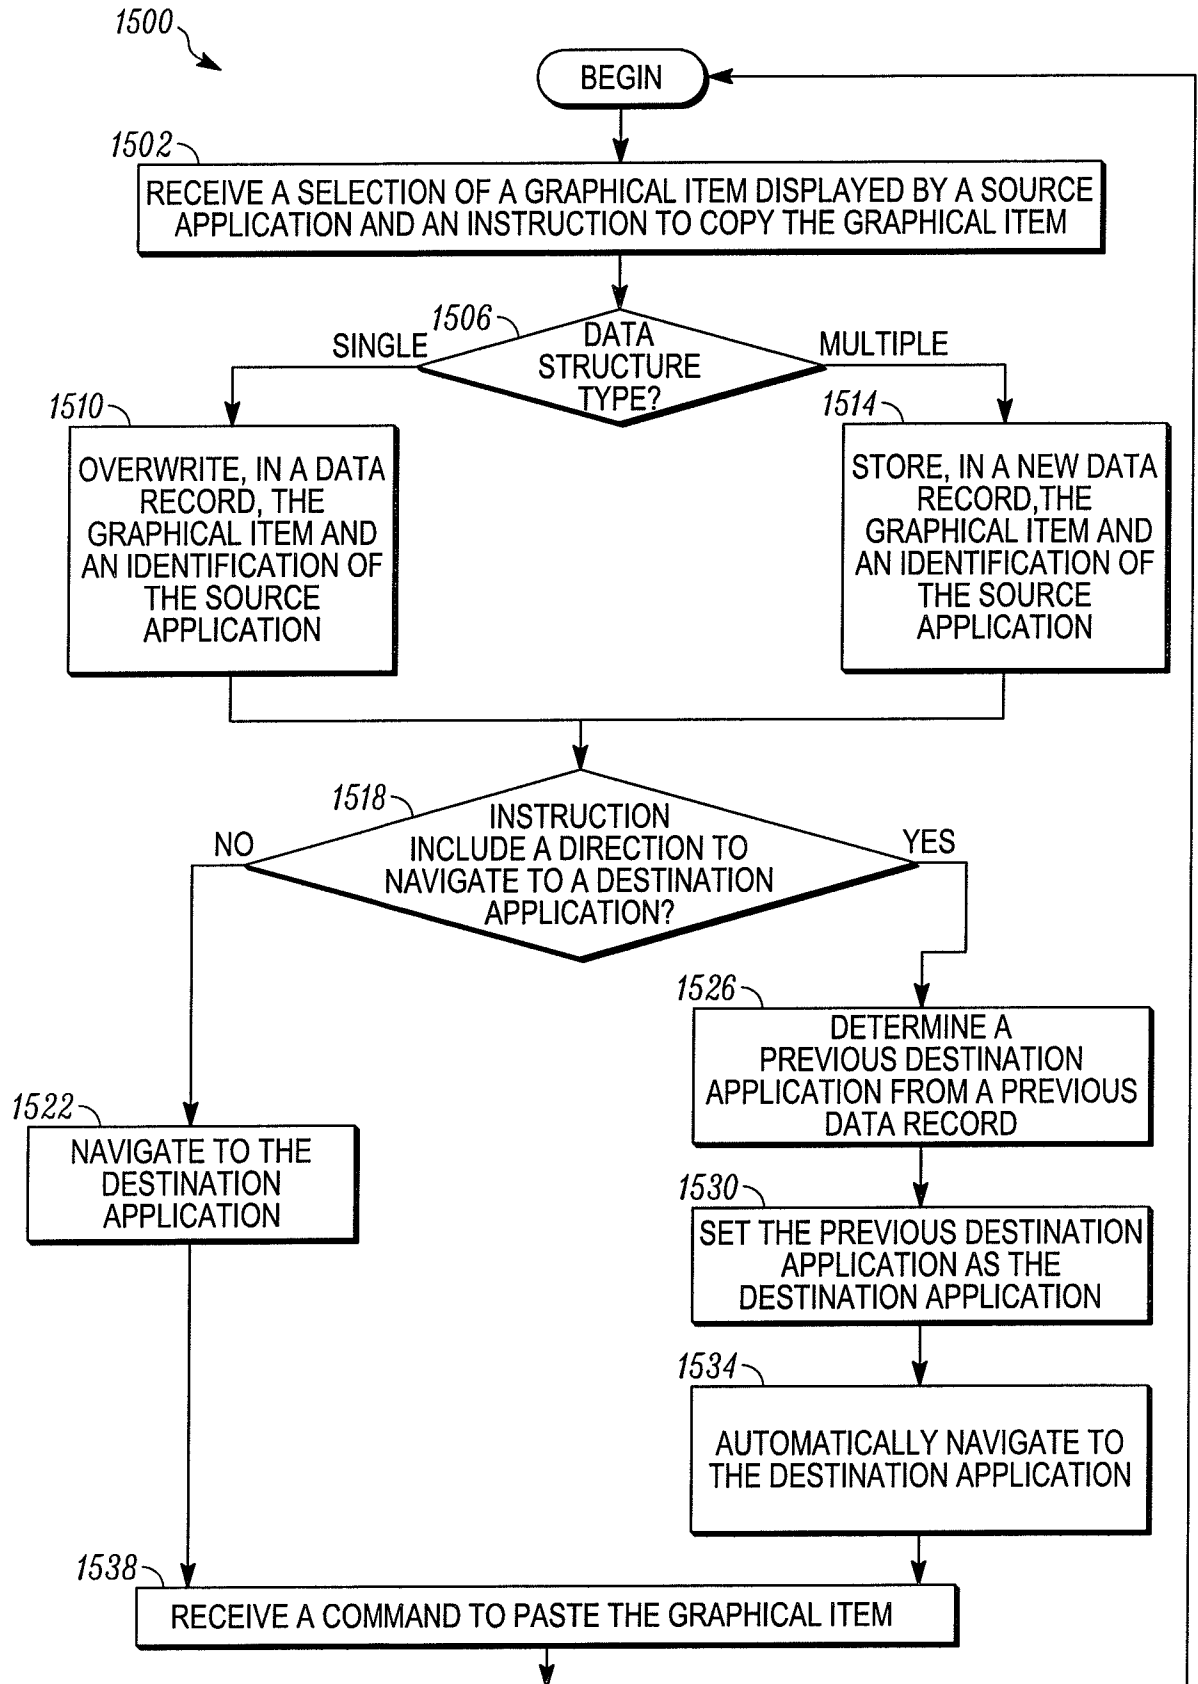 1500
BEGIN
1502
RECEIVE A SELECTION OF A GRAPHICAL ITEM DISPLAYED BY A SOURCE
APPLICATION AND AN INSTRUCTION TO COPY THE GRAPHICAL ITEM
1506
DATA
STRUCTURE
TYPE?
SINGLE
MULTIPLE
1510
OVERWRITE, IN A DATA
RECORD, THE
GRAPHICAL ITEM AND
AN IDENTIFICATION OF
THE SOURCE
APPLICATION
1514
STORE, IN A NEW DATA
RECORD,THE
GRAPHICAL ITEM AND
AN IDENTIFICATION OF
THE SOURCE
APPLICATION
1518
INSTRUCTION
INCLUDE A DIRECTION TO
NAVIGATE TO A DESTINATION
APPLICATION?
NO
YES
1522
NAVIGATE TO THE
DESTINATION
APPLICATION
1526
DETERMINE A
PREVIOUS DESTINATION
APPLICATION FROM A PREVIOUS
DATA RECORD
1530
SET THE PREVIOUS DESTINATION
APPLICATION AS THE
DESTINATION APPLICATION
1534
AUTOMATICALLY NAVIGATE TO
THE DESTINATION APPLICATION
1538
RECEIVE A COMMAND TO PASTE THE GRAPHICAL ITEM